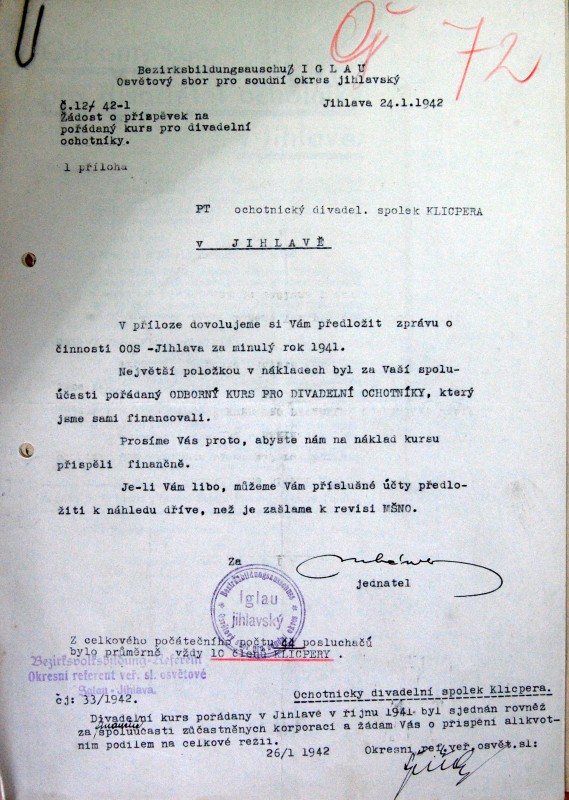 72
Bezirksbildungsauschuß I G L A U
Osvětový sbor pro soudní okres jihlavský
č.12/ 42-1
Jihlava 24.1.1942
Žádost o příspěvek na
pořádaný kurs pro divadelní
ochotníky.
1 příloha
PT ochotnický divadel. spolek KLICPERA
v J I H L A V Ě
V příloze dovolujeme si Vám předložit zprávu o
činnosti OOS -Jihlava za minulý rok 1941.
Největší položkou v nákladech byl za Vaší spolu-
účasti pořádaný ODBORNÝ KURS PRO DIVADELNÍ OCHOTNÍKY, který
jsme sami financovali.
Prosíme Vás proto, abyste nám na náklad kursu
přispěli finančně.
Je-li Vám libo, můžeme Vám příslušné účty předlo-
žiti k náhledu dříve, než je zašlama k revisi MŠNO.
Za
jednatel
Iglau
jihlavský
Z celkového počátečního počtu 44 posluchačů
bylo průměrně vždy 10 členů KLICPERY .
Bezirksvolksbildung-Referent
Okresní referent veř. sl. osvětové
Iglau - Jihlava.
čj: 33/1942.
Ochotnicky divadelní spolek Klicpera.
Divadelní kurs pořádany v Jihlavě v říjnu 1941 byl sjednán rovněž
za spoluúčasti zúčastněných korporací a žádám Vás o prispění alikvot-
ním podílem na celkové režii.
26/1 1942
Okresní ref.veř.osvět.sl: